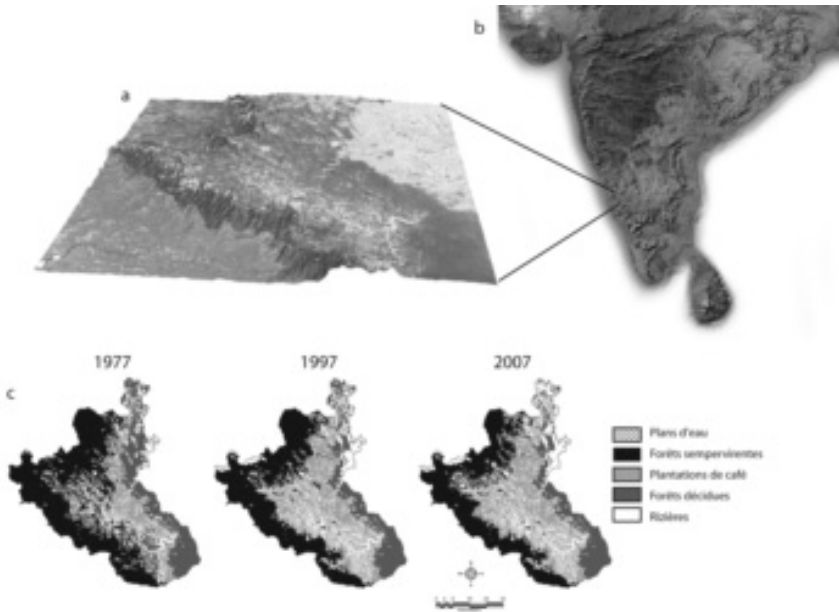 b
a
1977 1997 2007
c
Plans d'eau
Forêts sempervirentes
Plantations de café
Forêts décidues
Rizières